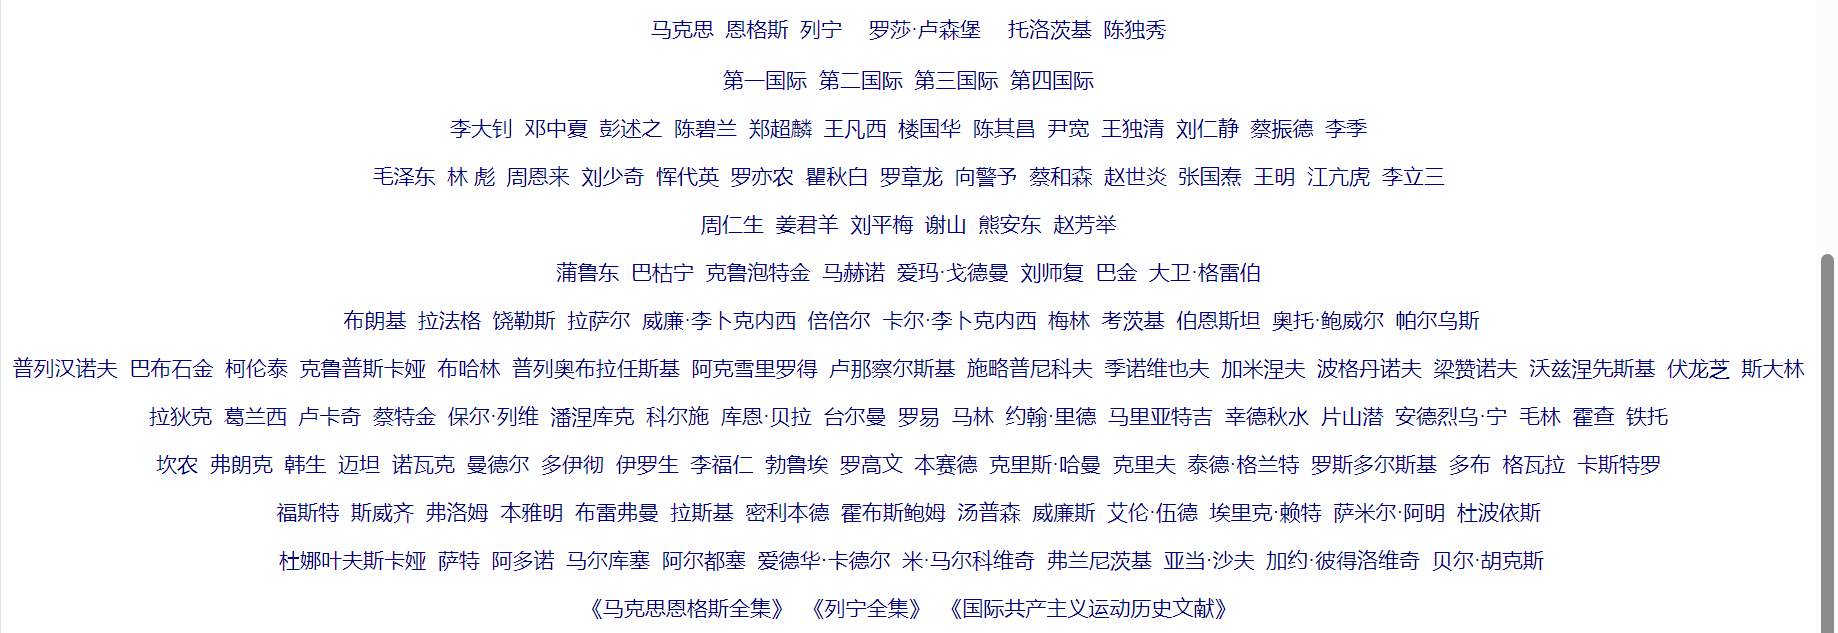 马克思 恩格斯 列宁 罗莎·卢森堡 托洛茨基 陈独秀
第一国际 第二国际 第三国际 第四国际
李大钊 邓中夏 彭述之 陈碧兰 郑超麟 王凡西 楼国华 陈其昌 尹宽 王独清 刘仁静 蔡振德 李季
毛泽东 林 彪 周恩来 刘少奇 恽代英 罗亦农 瞿秋白 罗章龙 向警予 蔡和森 赵世炎 张国焘 王明 江亢虎 李立三
周仁生 姜君羊 刘平梅 谢山 熊安东 赵芳举
蒲鲁东 巴枯宁 克鲁泡特金 马赫诺 爱玛·戈德曼 刘师复 巴金 大卫·格雷伯
布朗基 拉法格 饶勒斯 拉萨尔 威廉·李卜克内西 倍倍尔 卡尔·李卜克内西 梅林 考茨基 伯恩斯坦 奥托·鲍威尔 帕尔乌斯
普列汉诺夫 巴布石金 柯伦泰 克鲁普斯卡娅 布哈林 普列奥布拉任斯基 阿克雪里罗得 卢那察尔斯基 施略普尼科夫 季诺维也夫 加米涅夫 波格丹诺夫 梁赞诺夫 沃兹涅先斯基 伏龙芝 斯大林
拉狄克 葛兰西 卢卡奇 蔡特金 保尔·列维 潘涅库克 科尔施 库恩·贝拉 台尔曼 罗易 马林 约翰·里德 马里亚特吉 幸德秋水 片山潜 安德烈乌·宁 毛林 霍查 铁托
坎农 弗朗克 韩生 迈坦 诺瓦克 曼德尔 多伊彻 伊罗生 李福仁 勃鲁埃 罗高文 本赛德 克里斯·哈曼 克里夫 泰德·格兰特 罗斯多尔斯基 多布 格瓦拉 卡斯特罗
福斯特 斯威齐 弗洛姆 本雅明 布雷弗曼 拉斯基 密利本德 霍布斯鲍姆 汤普森 威廉斯 艾伦·伍德 埃里克·赖特 萨米尔·阿明 杜波依斯
杜娜叶夫斯卡娅 萨特 阿多诺 马尔库塞 阿尔都塞 爱德华·卡德尔 米·马尔科维奇 弗兰尼茨基 亚当·沙夫 加约·彼得洛维奇 贝尔·胡克斯
《马克思恩格斯全集》 《列宁全集》 《国际共产主义运动历史文献》